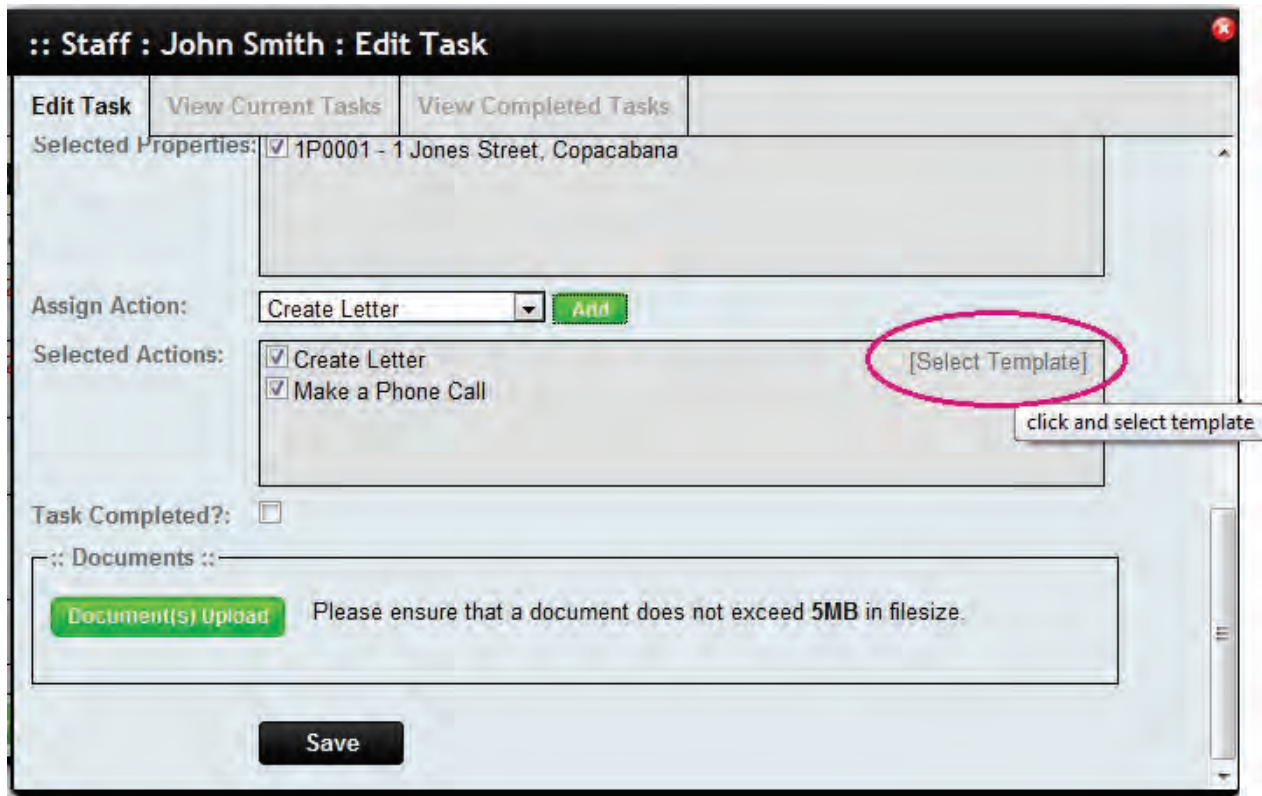 :: Staff : John Smith : Edit Task
Edit Task View Current Tasks View Completed Tasks
Selected Properties: 1P0001 - 1 Jones Street, Copacabana
Assign Action: Create Letter Add
Selected Actions: Create Letter [Select Template]
Make a Phone Call
click and select template
Task Completed?:
:: Documents ::
Document(s) Upload Please ensure that a document does not exceed 5MB in filesize.
Save